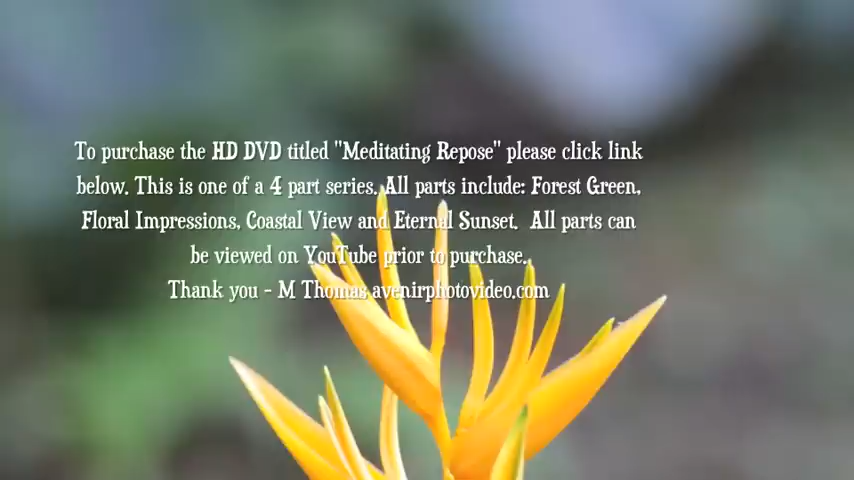 To purchase the HD DVD titled "Meditating Repose" please click link
below. This is one of a 4 part series. All parts include: Forest Green,
Floral Impressions, Coastal View and Eternal Sunset.  All parts can
be viewed on YouTube prior to purchase.
Thank you - M Thomas avenirphotovideo.com